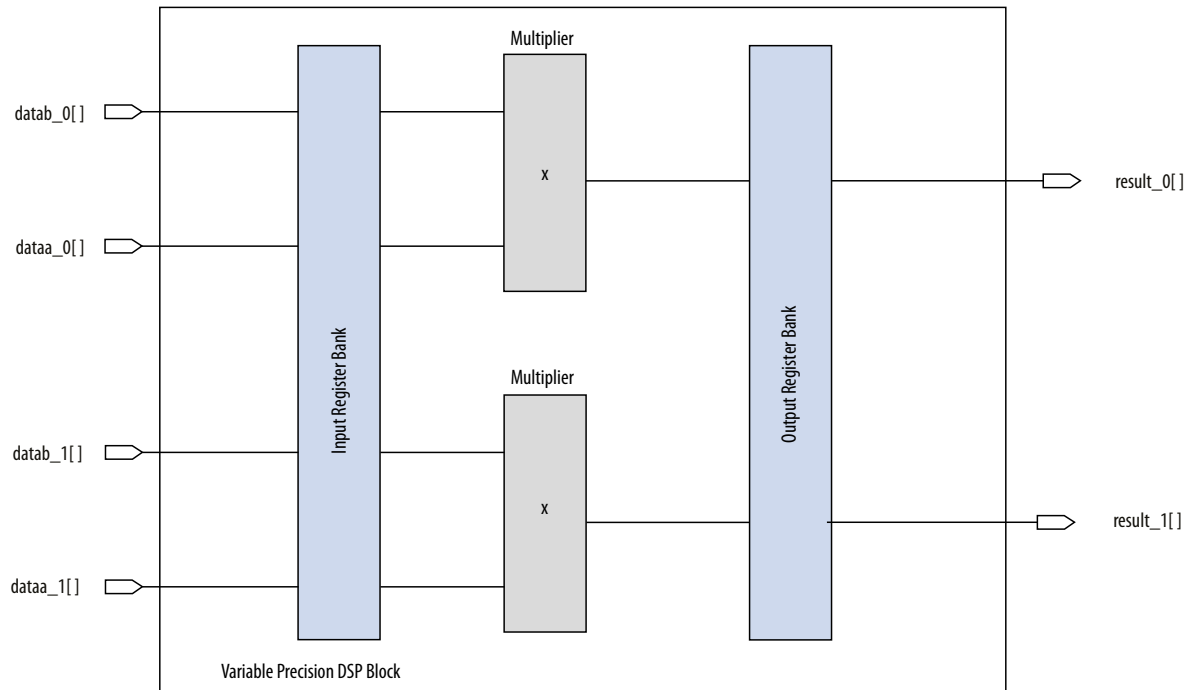 Multiplier
datab_0[ ]
x
result_0[ ]
dataa_0[ ]
Input Register Bank
Output Register Bank
Multiplier
datab_1[ ]
x
result_1[ ]
dataa_1[ ]
Variable Precision DSP Block